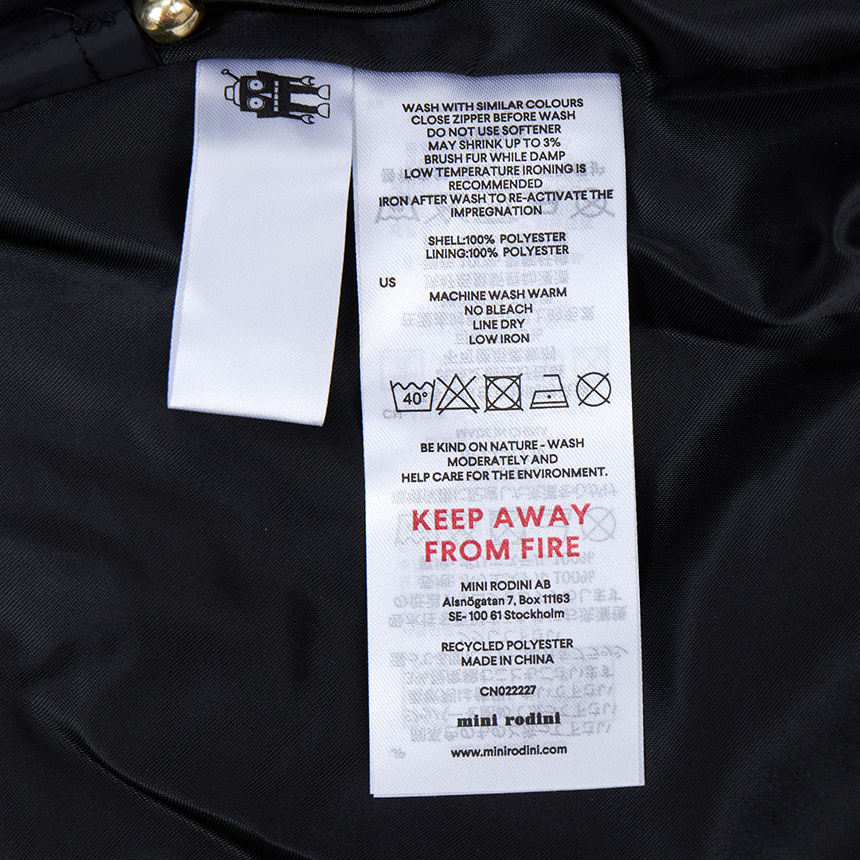 WASH WITH SIMILAR COLOURS
CLOSE ZIPPER BEFORE WASH
DO NOT USE SOFTENER
MAY SHRINK UP TO 3%
BRUSH FUR WHILE DAMP
LOW TEMPERATURE IRONING IS
RECOMMENDED
IRON AFTER WASH TO RE-ACTIVATE THE
IMPREGNATION
SHELL:100% POLYESTER
LINING:100% POLYESTER
US
MACHINE WASH WARM
NO BLEACH
LINE DRY
LOW IRON
40°
BE KIND ON NATURE - WASH
MODERATELY AND
HELP CARE FOR THE ENVIRONMENT.
KEEP AWAY
FROM FIRE
MINI RODINI AB
Alsnögatan 7, Box 11163
SE- 100 61 Stockholm
RECYCLED POLYESTER
MADE IN CHINA
CN022227
mini rodini
www.minirodini.com